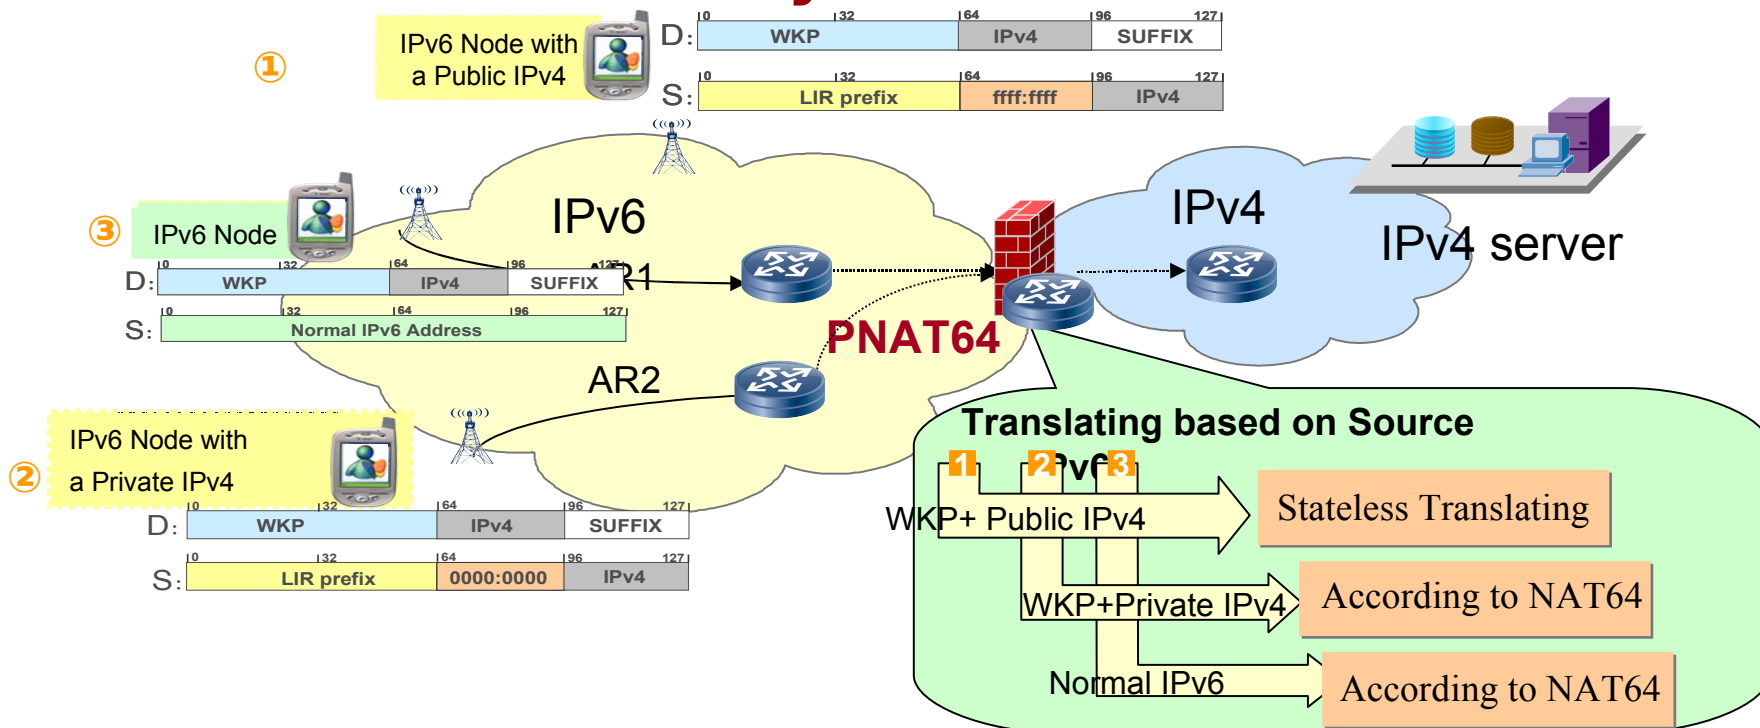 ①
IPv6 Node with
a Public IPv4
D:
0 32 64 96 127
WKP IPv4 SUFFIX
S:
0 32 64 96 127
LIR prefix ffff:ffff IPv4
③
IPv6 Node
D:
0 32 64 96 127
WKP IPv4 SUFFIX
S:
0 32 64 96 127
Normal IPv6 Address
IPv6
AR1
AR2
PNAT64
IPv4
IPv4 server
②
IPv6 Node with
a Private IPv4
D:
0 32 64 96 127
WKP IPv4 SUFFIX
S:
0 32 64 96 127
LIR prefix 0000:0000 IPv4
Translating based on Source
IPv6
1 2 3
WKP+ Public IPv4
Stateless Translating
WKP+Private IPv4
According to NAT64
Normal IPv6
According to NAT64